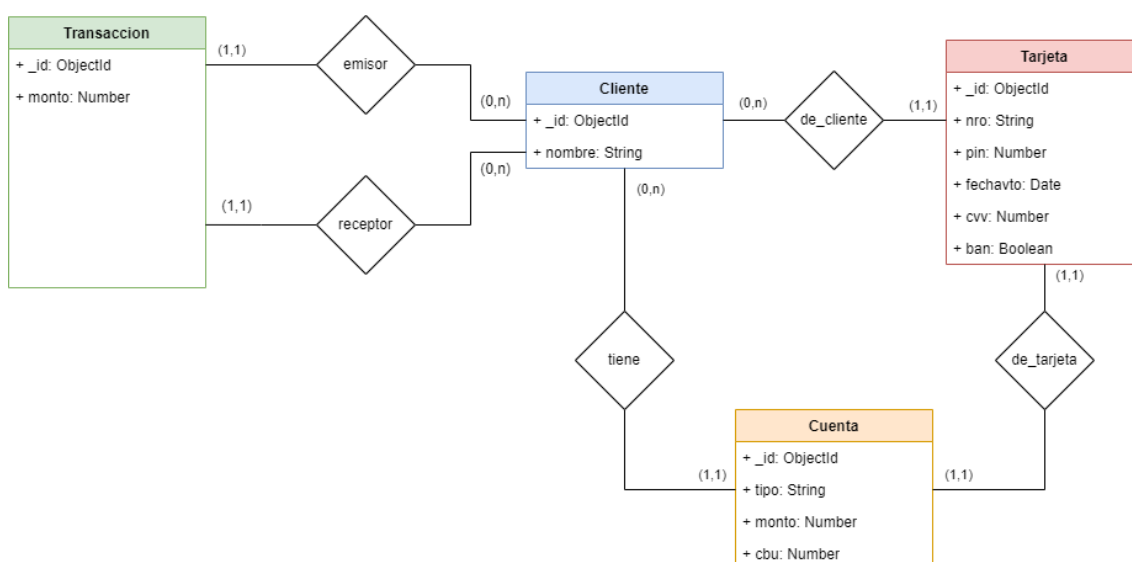 Transaccion
+ _id: ObjectId
+ monto: Number
(1,1)
emisor
(0,n)
(1,1)
receptor
(0,n)
Cliente
+ _id: ObjectId
+ nombre: String
(0,n)
de_cliente
(1,1)
Tarjeta
+ _id: ObjectId
+ nro: String
+ pin: Number
+ fechavto: Date
+ cvv: Number
+ ban: Boolean
(0,n)
tiene
(1,1)
(1,1)
de_tarjeta
(1,1)
Cuenta
+ _id: ObjectId
+ tipo: String
+ monto: Number
+ cbu: Number